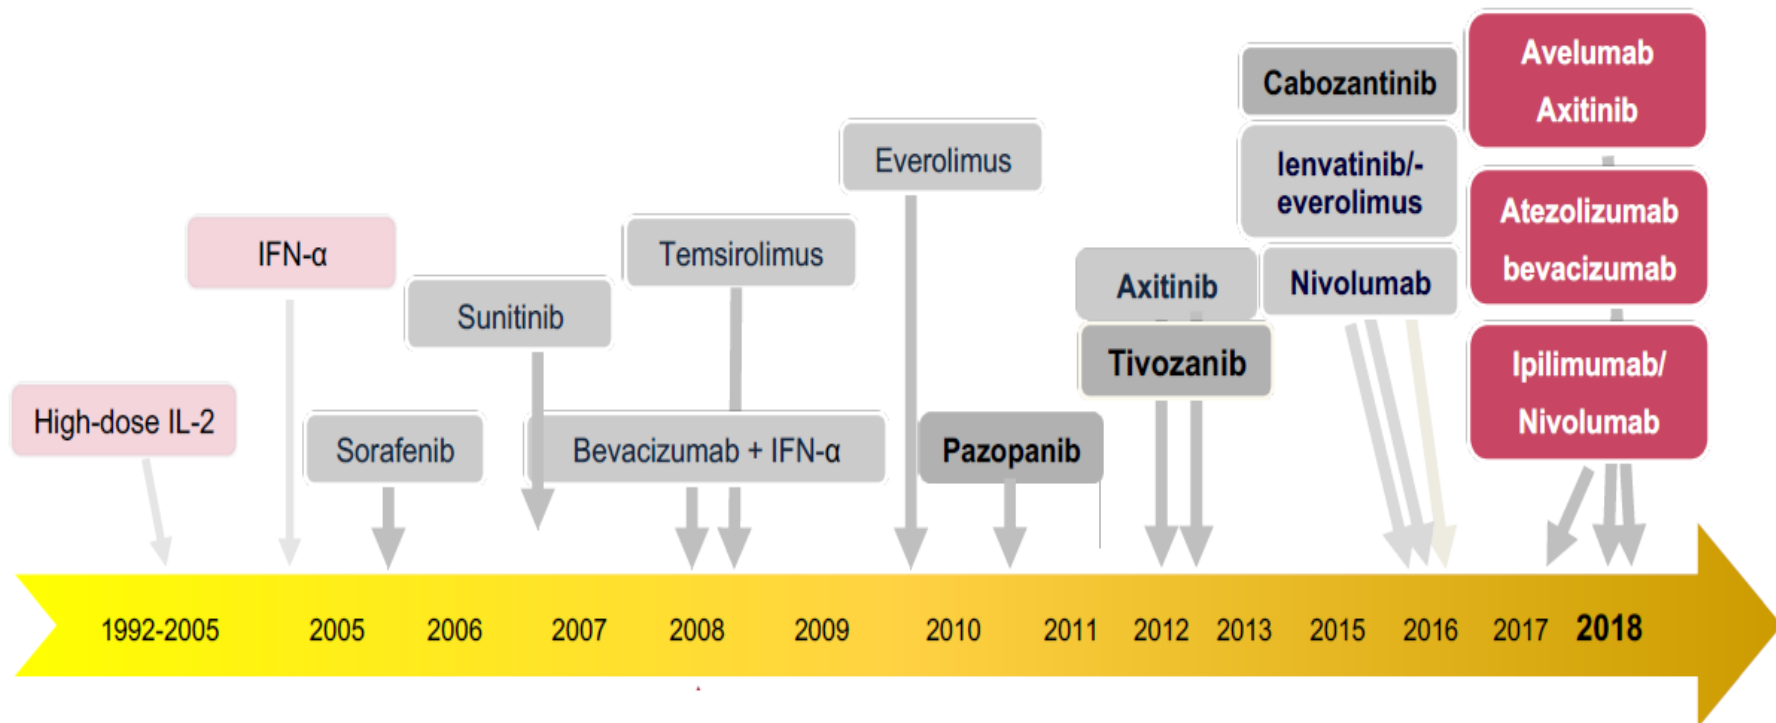 High-dose IL-2
IFN-α
Sorafenib
Sunitinib
Temsirolimus
Bevacizumab + IFN-α
Everolimus
Pazopanib
Axitinib
Tivozanib
Cabozantinib
lenvatinib/-
everolimus
Nivolumab
Avelumab
Axitinib
Atezolizumab
bevacizumab
Ipilimumab/
Nivolumab
1992-2005 2005 2006 2007 2008 2009 2010 2011 2012 2013 2015 2016 2017 2018